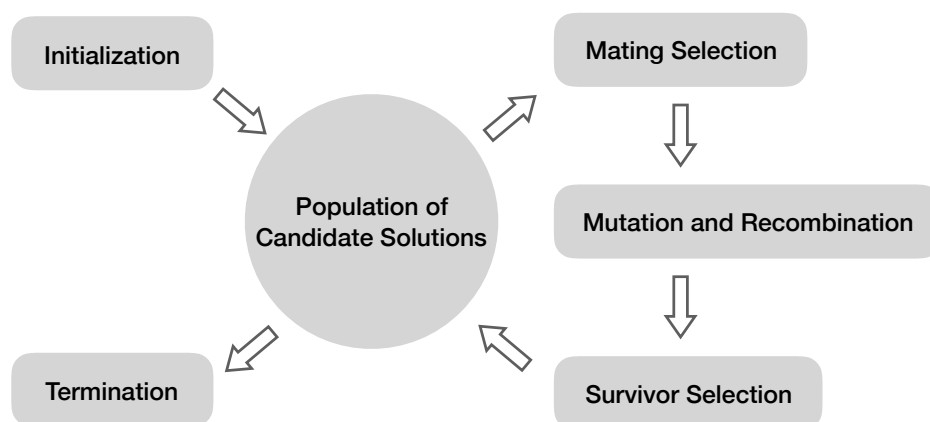 Initialization
Mating Selection
Population of
Candidate Solutions
Mutation and Recombination
Termination
Survivor Selection